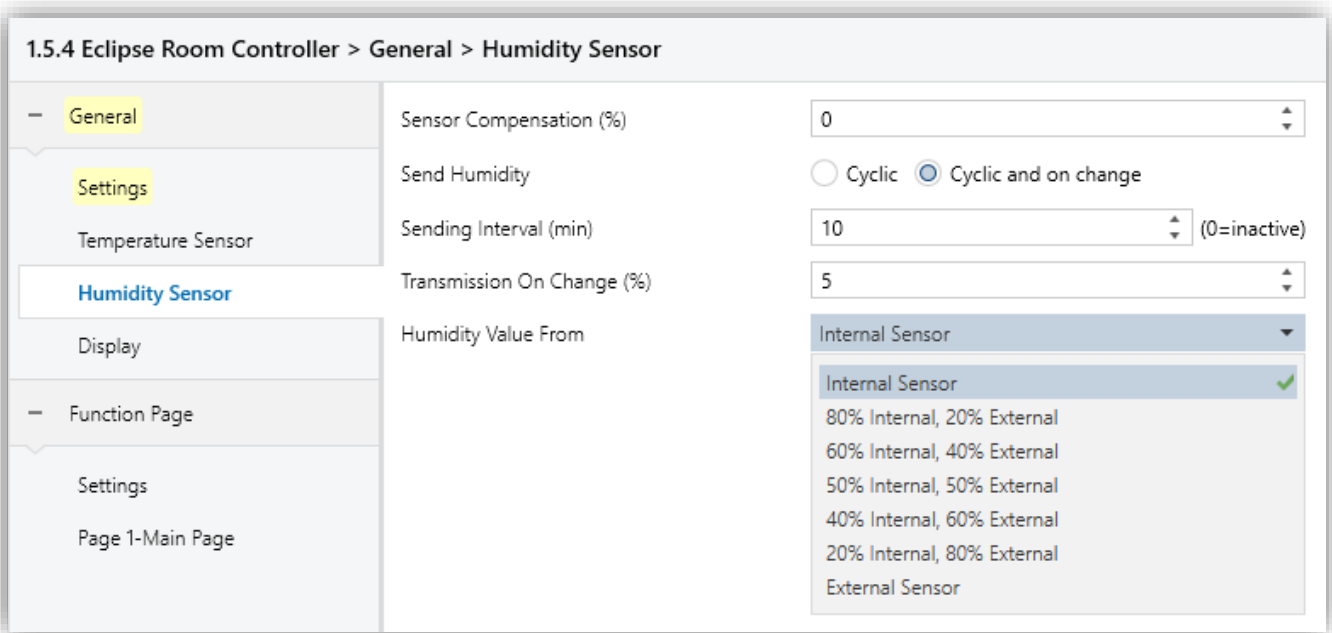 1.5.4 Eclipse Room Controller > General > Humidity Sensor
General
Settings
Temperature Sensor
Humidity Sensor
Display
Function Page
Settings
Page 1-Main Page
Sensor Compensation (%) 0
Send Humidity Cyclic Cyclic and on change
Sending Interval (min) 10 (0=inactive)
Transmission On Change (%) 5
Humidity Value From Internal Sensor
Internal Sensor
80% Internal, 20% External
60% Internal, 40% External
50% Internal, 50% External
40% Internal, 60% External
20% Internal, 80% External
External Sensor